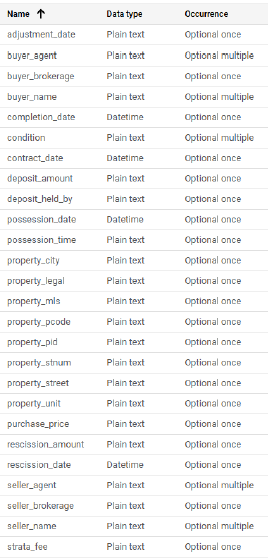 Name ↑ Data type Occurrence
adjustment_date Plain text Optional once
buyer_agent Plain text Optional multiple
buyer_brokerage Plain text Optional once
buyer_name Plain text Optional multiple
completion_date Datetime Optional once
condition Plain text Optional multiple
contract_date Datetime Optional once
deposit_amount Plain text Optional once
deposit_held_by Plain text Optional once
possession_date Datetime Optional once
possession_time Plain text Optional once
property_city Plain text Optional once
property_legal Plain text Optional once
property_mls Plain text Optional once
property_pcode Plain text Optional once
property_pid Plain text Optional once
property_stnum Plain text Optional once
property_street Plain text Optional once
property_unit Plain text Optional once
purchase_price Plain text Optional once
rescission_amount Plain text Optional once
rescission_date Datetime Optional once
seller_agent Plain text Optional multiple
seller_brokerage Plain text Optional once
seller_name Plain text Optional multiple
strata_fee Plain text Optional once